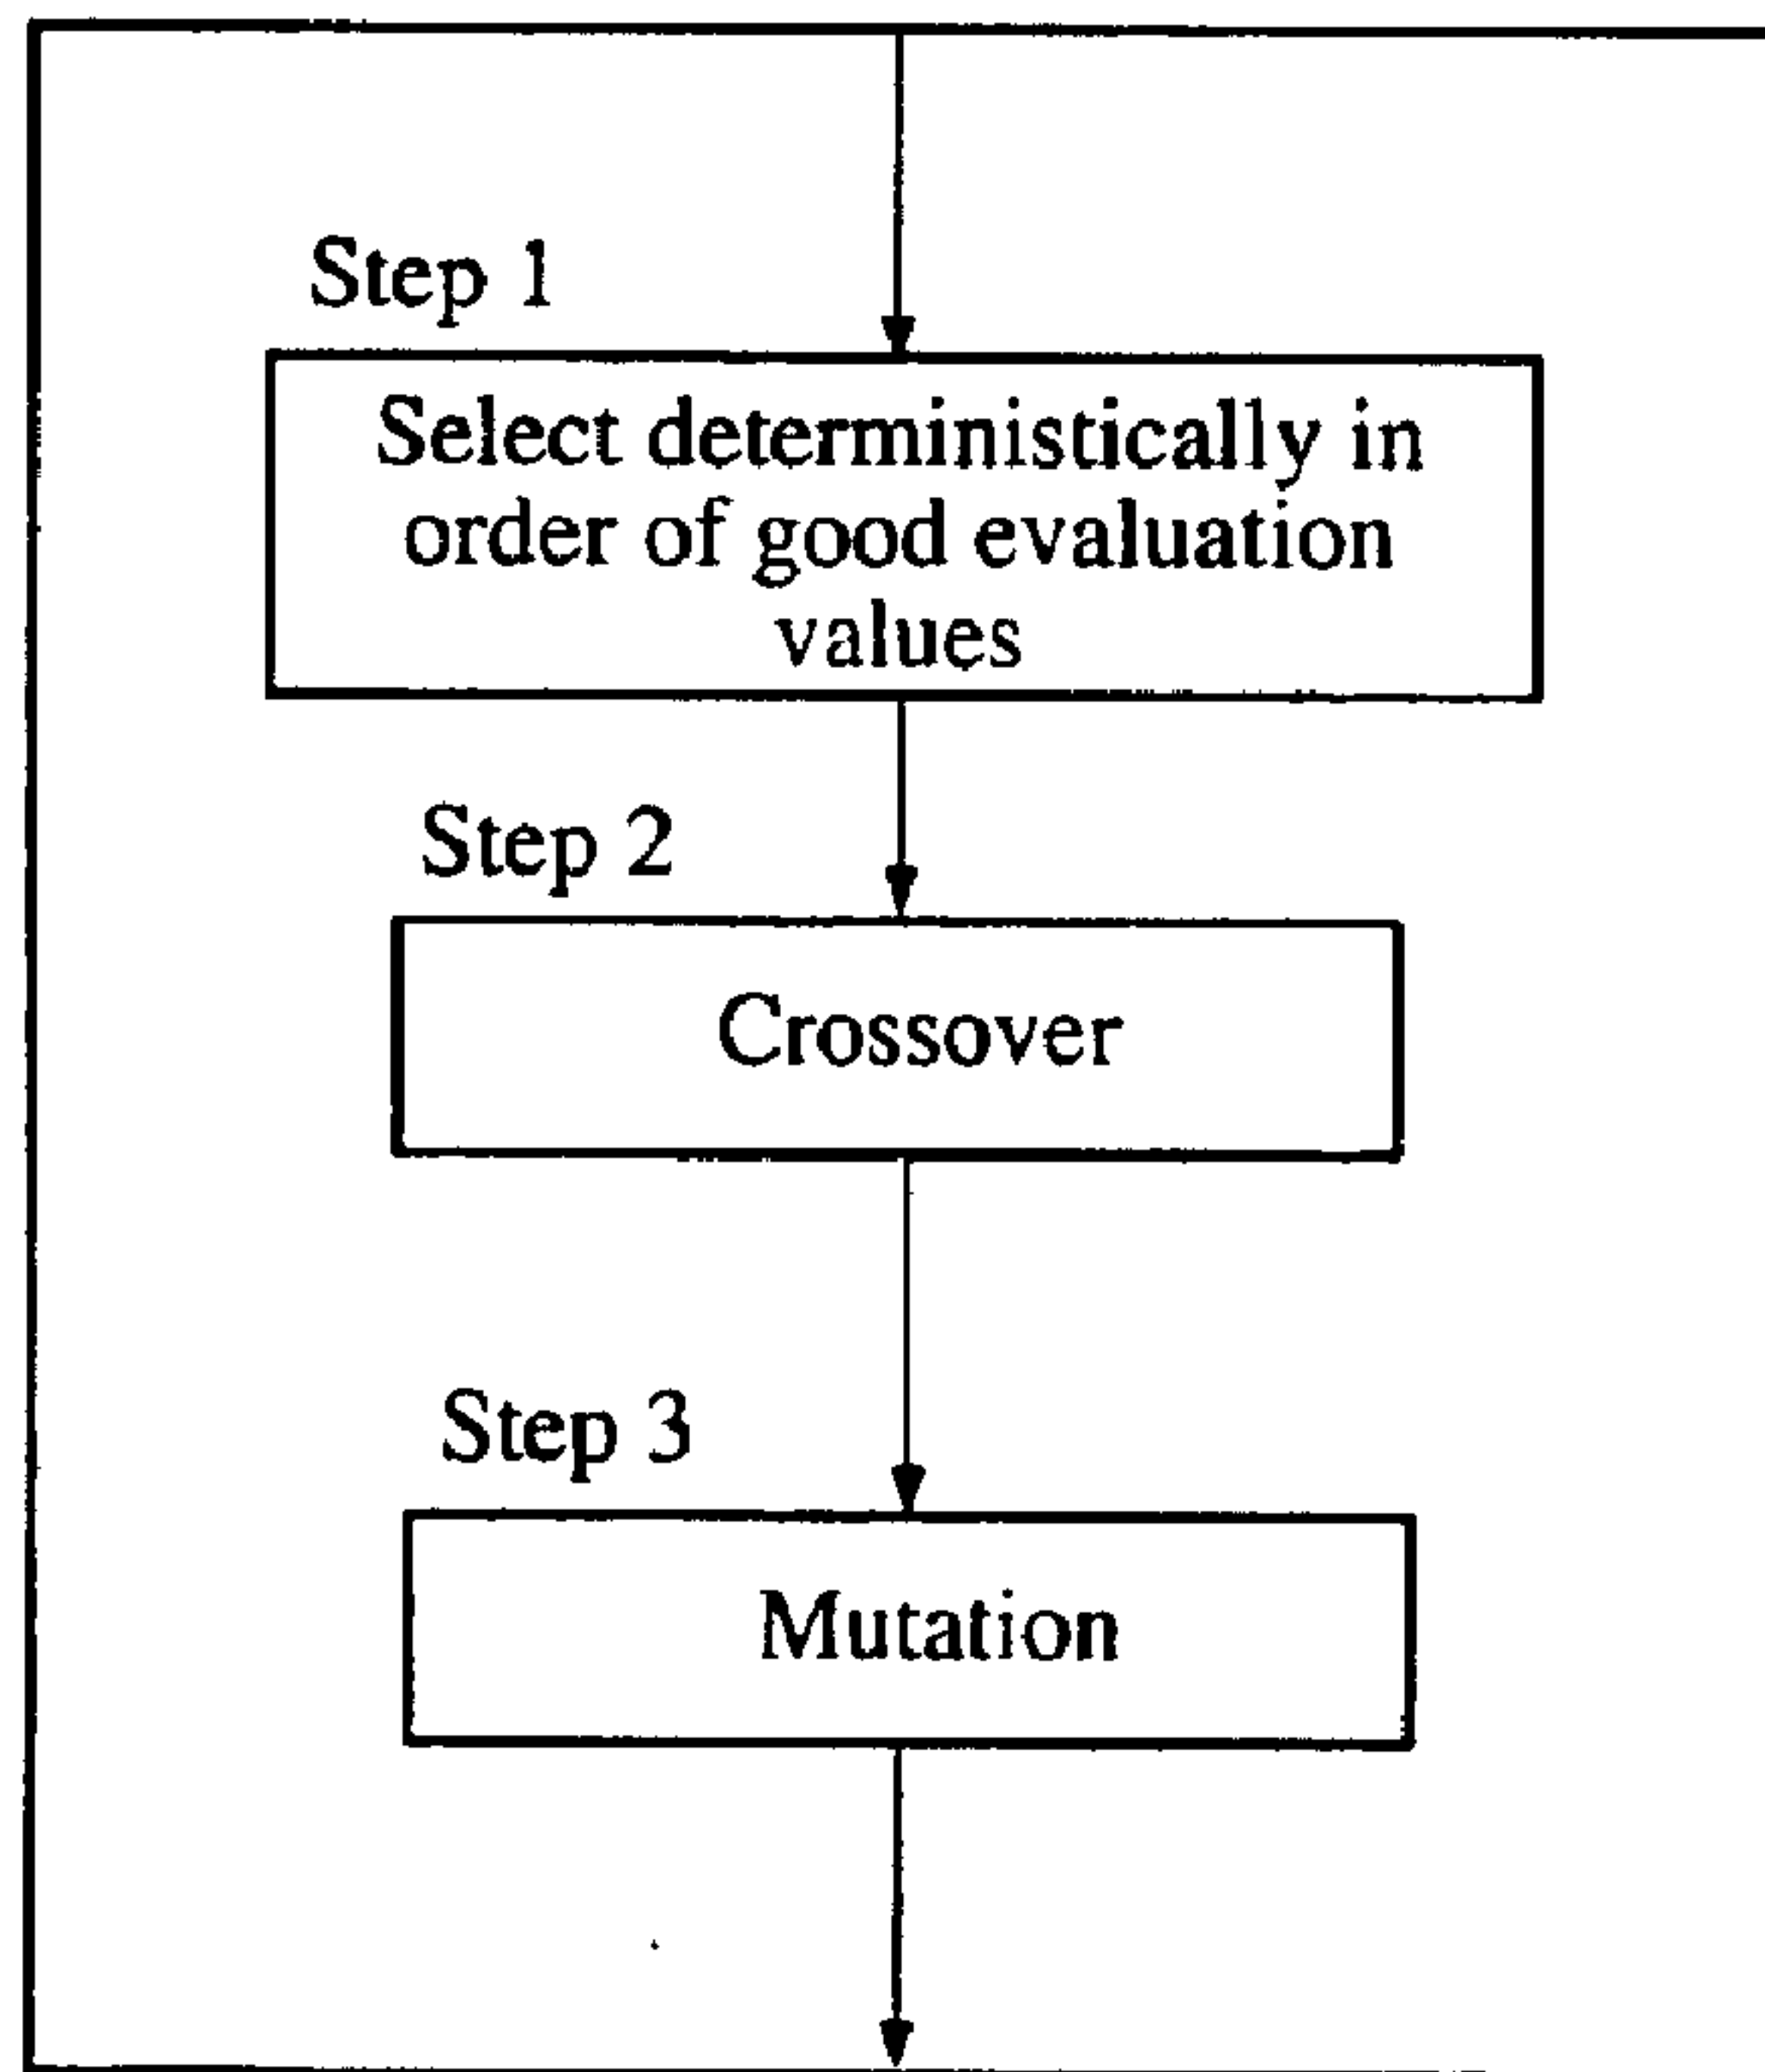 Step 1
Select deterministically in
order of good evaluation
values
Step 2
Crossover
Step 3
Mutation